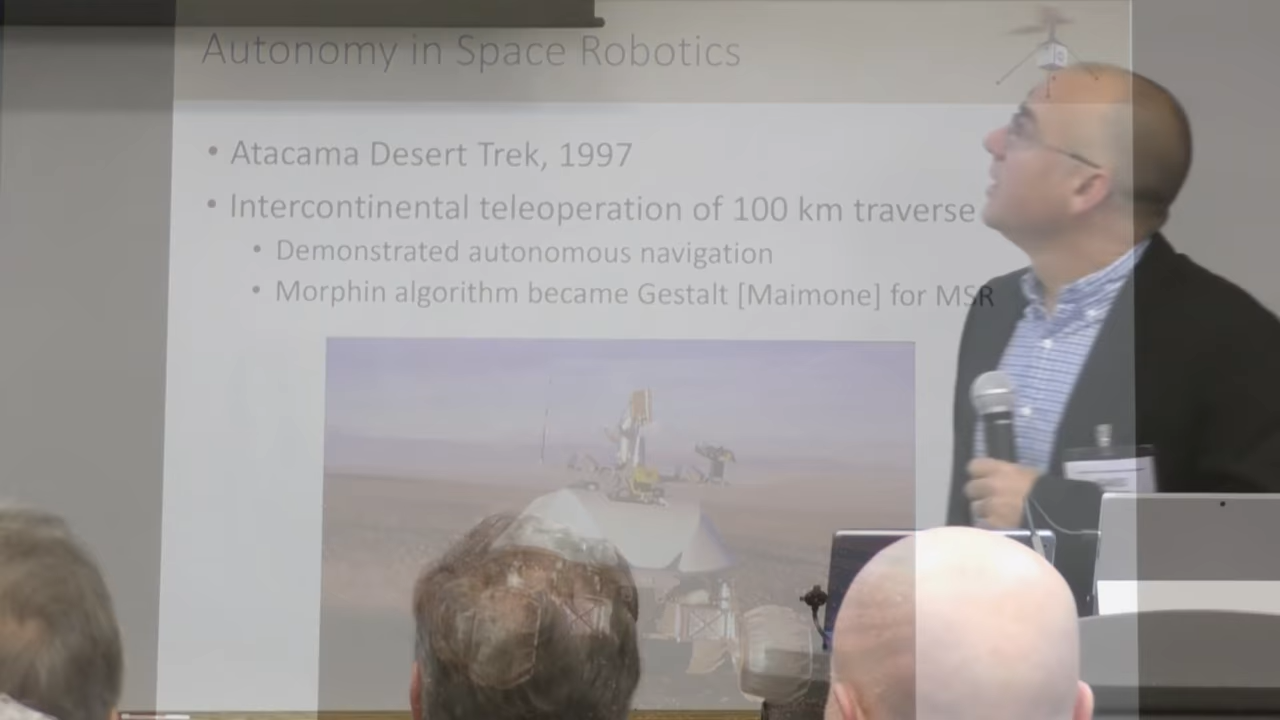 Autonomy in Space Robotics
• Atacama Desert Trek, 1997
• Intercontinental teleoperation of 100 km traverse
• Demonstrated autonomous navigation
• Morphin algorithm became Gestalt [Maimone] for MSR